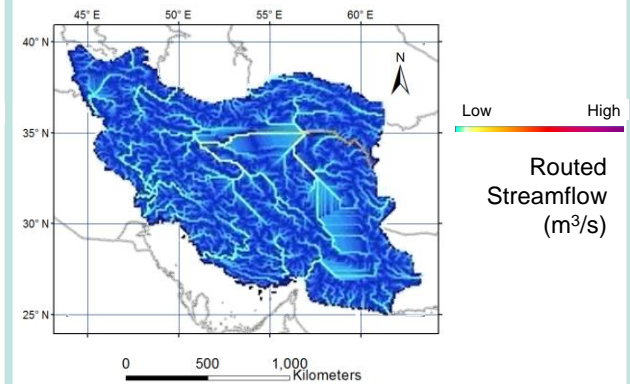 45° E 50° E 55° E 60° E
40° N
N
35° N
30° N
25° N
Low High
Routed
Streamflow
(m³/s)
0 500 1,000
Kilometers